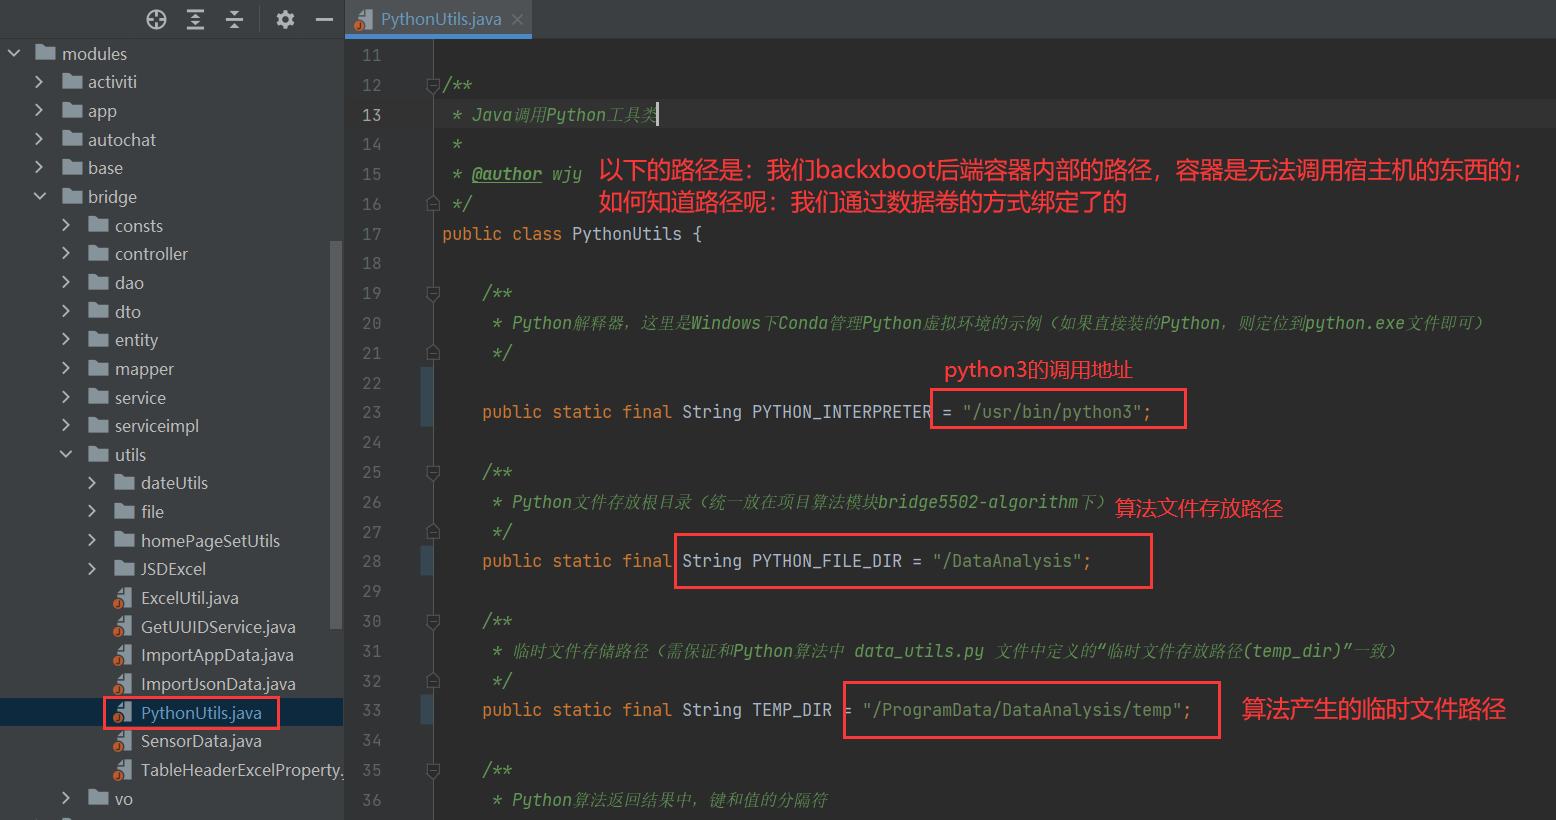 PythonUtils.java
modules
activiti
app
autochat
base
bridge
consts
controller
dao
dto
entity
mapper
service
serviceimpl
utils
dateUtils
file
homePageSetUtils
JSDExcel
ExcelUtil.java
GetUUIDService.java
ImportAppData.java
ImportJsonData.java
PythonUtils.java
SensorData.java
TableHeaderExcelProperty.
vo
11
12 /**
13 * Java调用Python工具类
14 *
15 * @author wjy
以下的路径是：我们backxboot后端容器内部的路径，容器是无法调用宿主机的东西的；
如何知道路径呢：我们通过数据卷的方式绑定了的
16 */
17 public class PythonUtils {
18
19 /**
20 * Python解释器，这里是Windows下Conda管理Python虚拟环境的示例（如果直接装的Python，则定位到python.exe文件即可）
21 */
python3的调用地址
22
23 public static final String PYTHON_INTERPRETER = "/usr/bin/python3";
24
25 /**
26 * Python文件存放根目录（统一放在项目算法模块bridge5502-algorithm下）
算法文件存放路径
27 */
28 public static final String PYTHON_FILE_DIR = "/DataAnalysis";
29
30 /**
31 * 临时文件存储路径（需保证和Python算法中 data_utils.py 文件中定义的“临时文件存放路径(temp_dir)”一致）
32 */
33 public static final String TEMP_DIR = "/ProgramData/DataAnalysis/temp";
算法产生的临时文件路径
34
35 /**
36 * Python算法返回结果中，键和值的分隔符